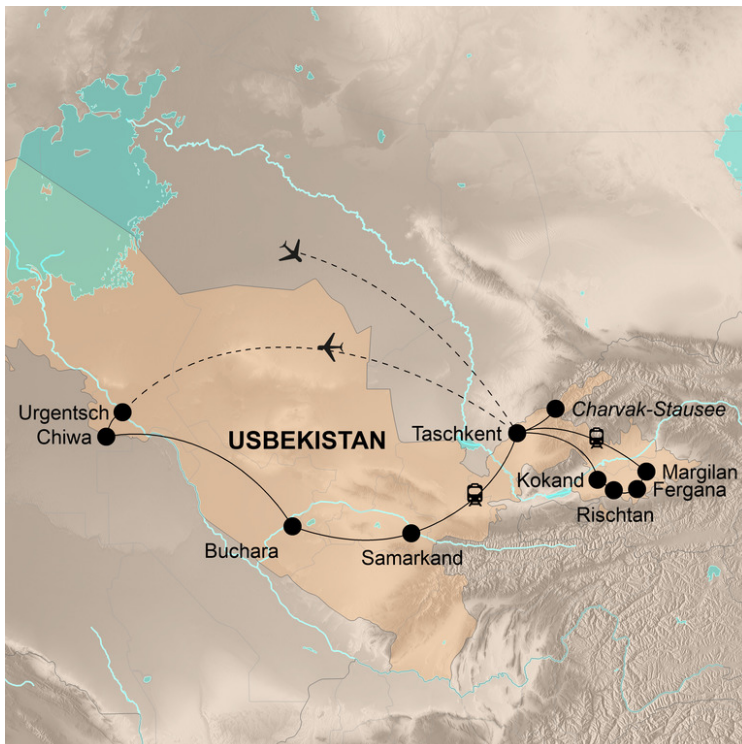 Urgentsch
Chiwa
USBEKISTAN
Taschkent
Charvak-Stausee
Kokand
Margilan
Fergana
Rischtan
Buchara
Samarkand